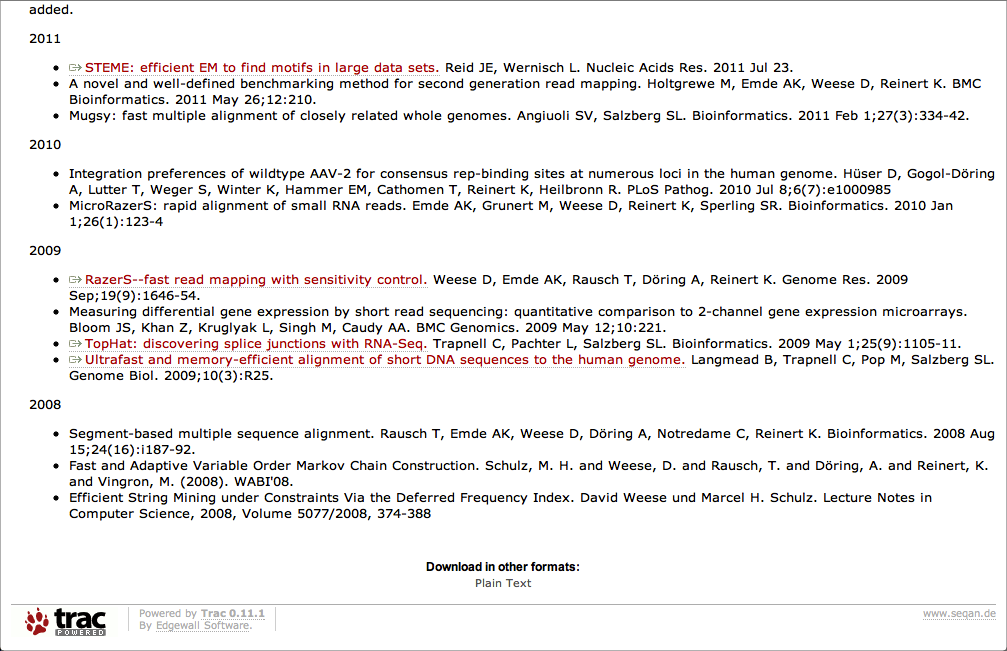 added.
2011
STEME: efficient EM to find motifs in large data sets. Reid JE, Wernisch L. Nucleic Acids Res. 2011 Jul 23.
A novel and well-defined benchmarking method for second generation read mapping. Holtgrewe M, Emde AK, Weese D, Reinert K. BMC
Bioinformatics. 2011 May 26;12:210.
Mugsy: fast multiple alignment of closely related whole genomes. Angiuoli SV, Salzberg SL. Bioinformatics. 2011 Feb 1;27(3):334-42.
2010
Integration preferences of wildtype AAV-2 for consensus rep-binding sites at numerous loci in the human genome. Hüser D, Gogol-Döring
A, Lutter T, Weger S, Winter K, Hammer EM, Cathomen T, Reinert K, Heilbronn R. PLoS Pathog. 2010 Jul 8;6(7):e1000985
MicroRazerS: rapid alignment of small RNA reads. Emde AK, Grunert M, Weese D, Reinert K, Sperling SR. Bioinformatics. 2010 Jan
1;26(1):123-4
2009
RazerS--fast read mapping with sensitivity control. Weese D, Emde AK, Rausch T, Döring A, Reinert K. Genome Res. 2009
Sep;19(9):1646-54.
Measuring differential gene expression by short read sequencing: quantitative comparison to 2-channel gene expression microarrays.
Bloom JS, Khan Z, Kruglyak L, Singh M, Caudy AA. BMC Genomics. 2009 May 12;10:221.
TopHat: discovering splice junctions with RNA-Seq. Trapnell C, Pachter L, Salzberg SL. Bioinformatics. 2009 May 1;25(9):1105-11.
Ultrafast and memory-efficient alignment of short DNA sequences to the human genome. Langmead B, Trapnell C, Pop M, Salzberg SL.
Genome Biol. 2009;10(3):R25.
2008
Segment-based multiple sequence alignment. Rausch T, Emde AK, Weese D, Döring A, Notredame C, Reinert K. Bioinformatics. 2008 Aug
15;24(16):i187-92.
Fast and Adaptive Variable Order Markov Chain Construction. Schulz, M. H. and Weese, D. and Rausch, T. and Döring, A. and Reinert, K.
and Vingron, M. (2008). WABI'08.
Efficient String Mining under Constraints Via the Deferred Frequency Index. David Weese und Marcel H. Schulz. Lecture Notes in
Computer Science, 2008, Volume 5077/2008, 374-388
Download in other formats:
Plain Text
trac
POWERED
Powered by Trac 0.11.1
By Edgewall Software.
www.seqan.de